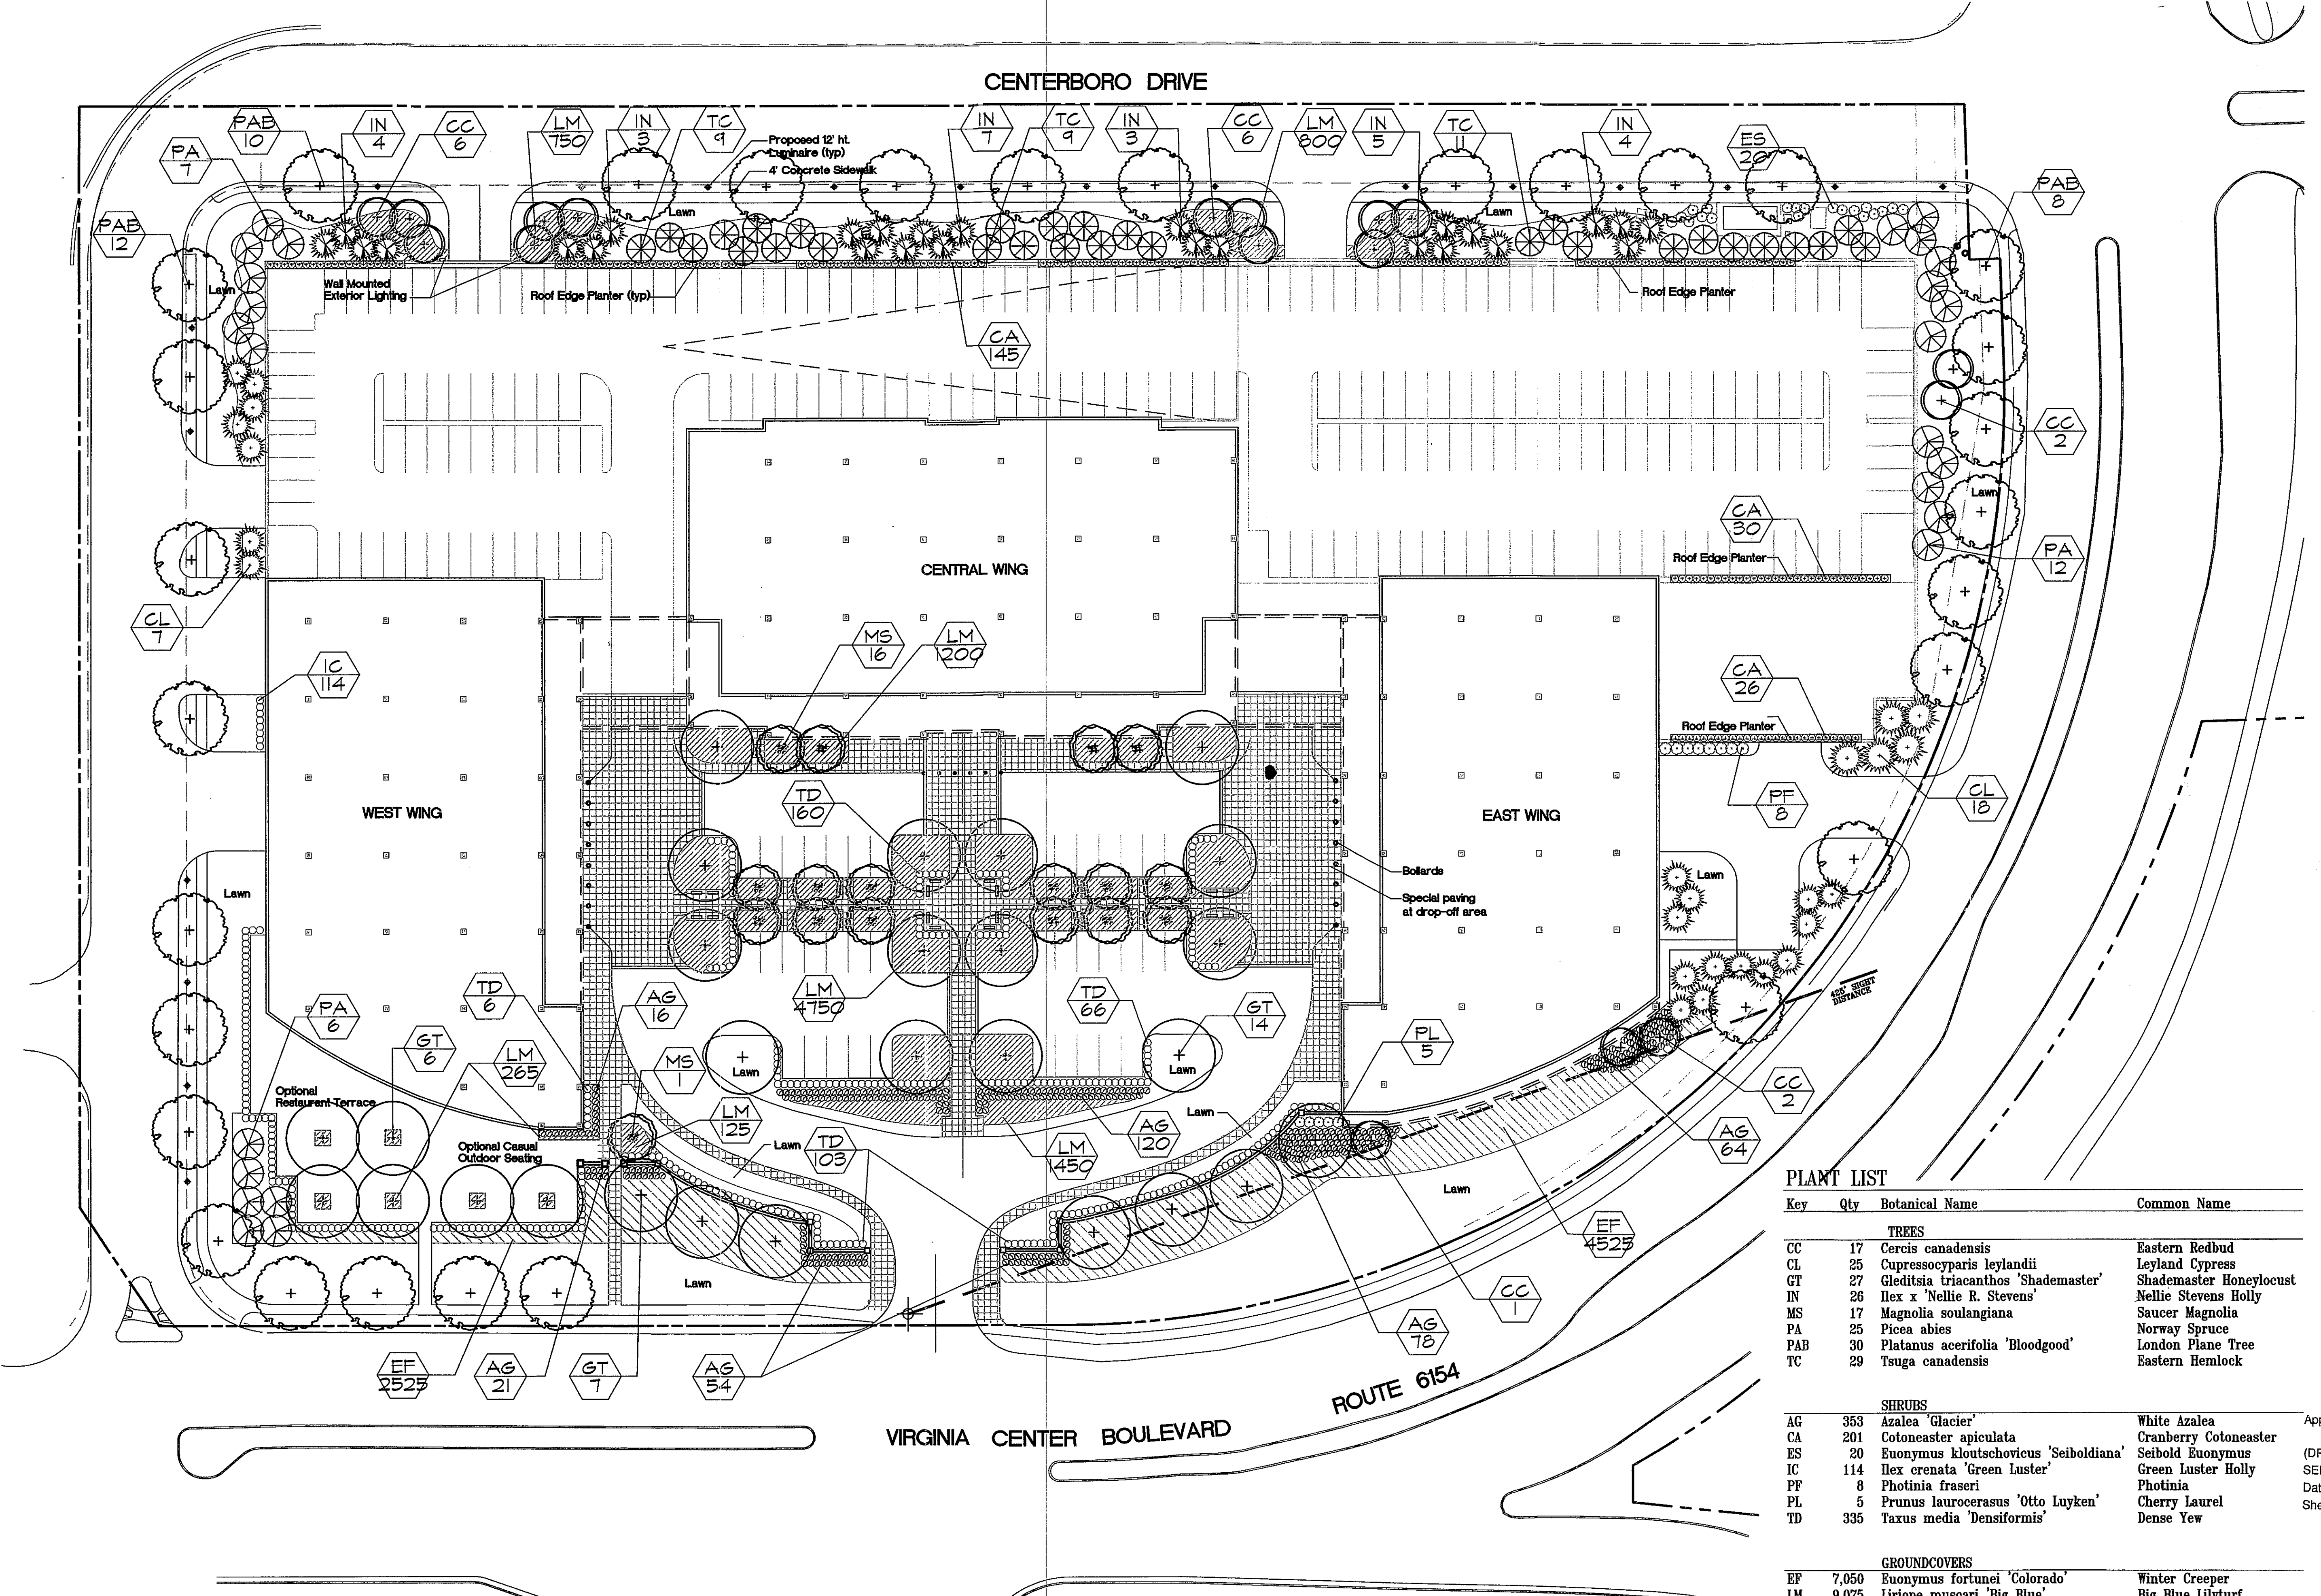 CENTERBORO DRIVE
PAB
10
IN
4
CC
6
LM
750
IN
3
TC
9
Proposed 12' ht.
Luminaire (typ)
4' Concrete Sidewalk
IN
7
TC
9
IN
3
CC
6
LM
800
IN
5
TC
11
IN
4
ES
20
PA
7
PAB
8
PAB
12
Lawn
Lawn
Lawn
Wall Mounted
Exterior Lighting
Roof Edge Planter (typ)
Roof Edge Planter
CA
145
CC
2
Lawn
CA
30
Roof Edge Planter
PA
12
CENTRAL WING
CL
7
MS
16
LM
1200
IC
114
CA
26
Roof Edge Planter
TD
160
PF
8
CL
18
WEST WING
EAST WING
Bollards
Special paving
at drop-off area
Lawn
Lawn
425' SIGHT
DISTANCE
PA
6
TD
6
AG
16
LM
4750
TD
66
GT
14
GT
6
LM
265
MS
1
Lawn
Lawn
PL
5
CC
2
Optional
Restaurant Terrace
LM
125
Lawn
AG
120
AG
64
Optional Casual
Outdoor Seating
Lawn
TD
103
LM
1450
Lawn
EF
4525
Lawn
CC
1
AG
78
EF
2525
AG
21
GT
7
AG
54
ROUTE 6154
VIRGINIA CENTER BOULEVARD
PLANT LIST
Key Qty Botanical Name Common Name
TREES
CC 17 Cercis canadensis Eastern Redbud
CL 25 Cupressocyparis leylandii Leyland Cypress
GT 27 Gleditsia triacanthos 'Shademaster' Shademaster Honeylocust
IN 26 Ilex x 'Nellie R. Stevens' Nellie Stevens Holly
MS 17 Magnolia soulangiana Saucer Magnolia
PA 25 Picea abies Norway Spruce
PAB 30 Platanus acerifolia 'Bloodgood' London Plane Tree
TC 29 Tsuga canadensis Eastern Hemlock
SHRUBS
AG 353 Azalea 'Glacier' White Azalea
CA 201 Cotoneaster apiculata Cranberry Cotoneaster
ES 20 Euonymus kloutschovicus 'Seiboldiana' Seibold Euonymus
IC 114 Ilex crenata 'Green Luster' Green Luster Holly
PF 8 Photinia fraseri Photinia
PL 5 Prunus laurocerasus 'Otto Luyken' Cherry Laurel
TD 335 Taxus media 'Densiformis' Dense Yew
GROUNDCOVERS
EF 7,050 Euonymus fortunei 'Colorado' Winter Creeper
LM 9,075 Liriope muscari 'Big Blue' Big Blue Lilyturf